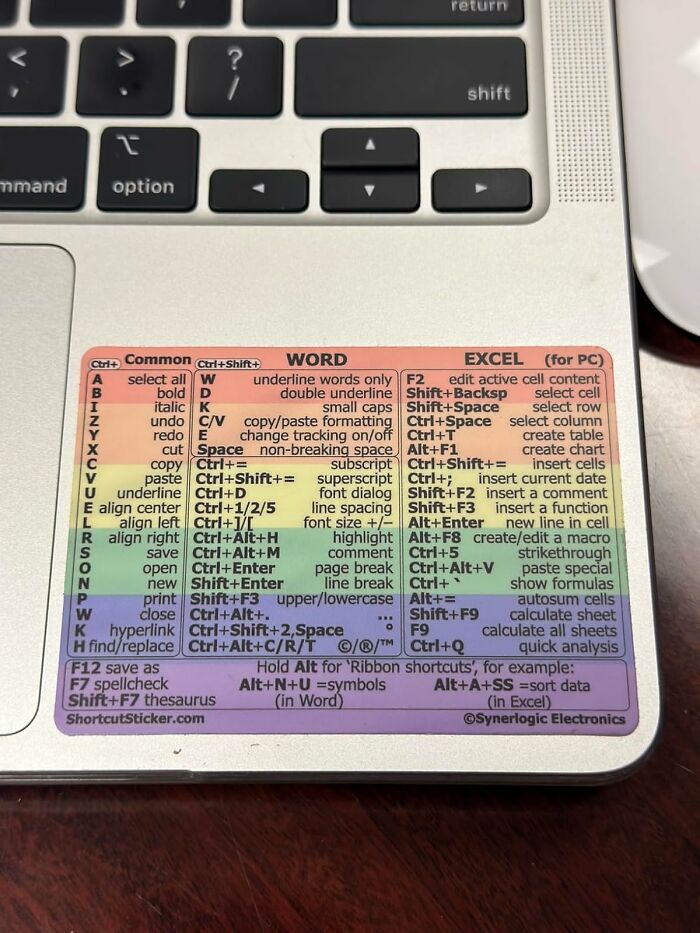 return
<
,
>
.
?
/
shift
mmand
⌥
option
▲
◄
▼
►
Ctrl+ Common Ctrl+Shift+ WORD EXCEL (for PC)
A select all W underline words only F2 edit active cell content
B bold D double underline Shift+Backsp select cell
I italic K small caps Shift+Space select row
Z undo C/V copy/paste formatting Ctrl+Space select column
Y redo E change tracking on/off Ctrl+T create table
X cut Space non-breaking space Alt+F1 create chart
C copy Ctrl+= subscript Ctrl+Shift+= insert cells
V paste Ctrl+Shift+= superscript Ctrl+; insert current date
U underline Ctrl+D font dialog Shift+F2 insert a comment
E align center Ctrl+1/2/5 line spacing Shift+F3 insert a function
L align left Ctrl+]/[ font size +/– Alt+Enter new line in cell
R align right Ctrl+Alt+H highlight Alt+F8 create/edit a macro
S save Ctrl+Alt+M comment Ctrl+5 strikethrough
O open Ctrl+Enter page break Ctrl+Alt+V paste special
N new Shift+Enter line break Ctrl+ ` show formulas
P print Shift+F3 upper/lowercase Alt+= autosum cells
W close Ctrl+Alt+. ... Shift+F9 calculate sheet
K hyperlink Ctrl+Shift+2,Space ° F9 calculate all sheets
H find/replace Ctrl+Alt+C/R/T ©/®/™ Ctrl+Q quick analysis
F12 save as Hold Alt for ‘Ribbon shortcuts’, for example:
F7 spellcheck Alt+N+U =symbols Alt+A+SS =sort data
Shift+F7 thesaurus (in Word) (in Excel)
ShortcutSticker.com ©Synerlogic Electronics